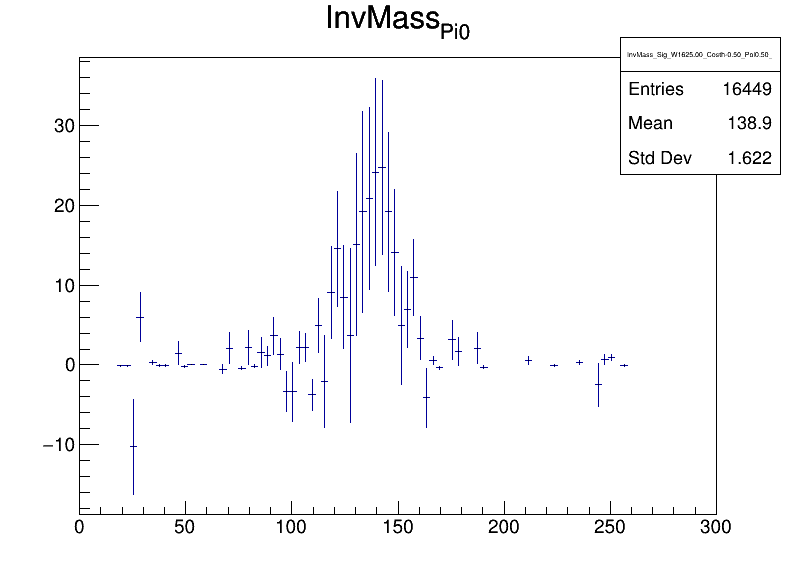 InvMassPi0
InvMass_Sig_W1625.00_Costh-0.50_Pol0.50_
Entries 16449
Mean 138.9
Std Dev 1.622
30
20
10
0
−10
0 50 100 150 200 250 300